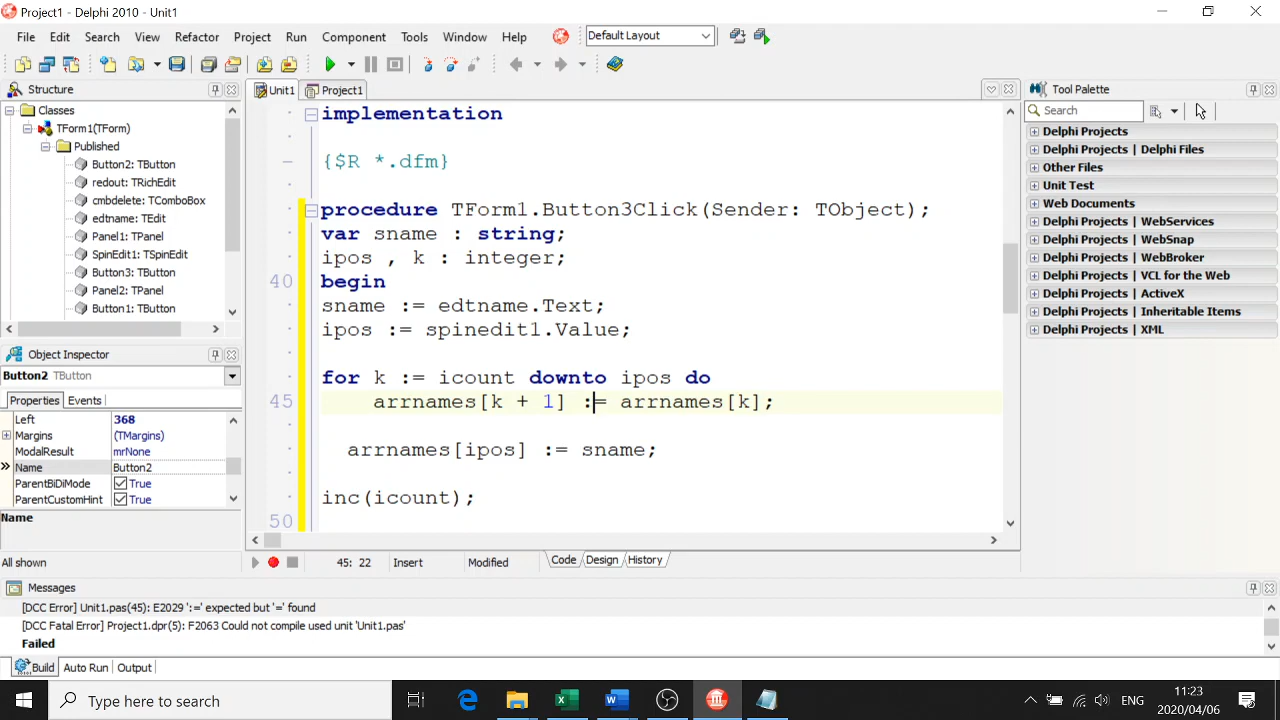 Project1 - Delphi 2010 - Unit1
File Edit Search View Refactor Project Run Component Tools Window Help Default Layout
Structure
Classes
TForm1(TForm)
Published
Button2: TButton
redout: TRichEdit
cmbdelete: TComboBox
edtname: TEdit
Panel1: TPanel
SpinEdit1: TSpinEdit
Button3: TButton
Panel2: TPanel
Button1: TButton
Object Inspector
Button2 TButton
Properties Events
Left 368
Margins (TMargins)
ModalResult mrNone
Name Button2
ParentBiDiMode True
ParentCustomHint True
Name
All shown
Unit1 Project1
implementation
{$R *.dfm}
procedure TForm1.Button3Click(Sender: TObject);
var sname : string;
ipos , k : integer;
40 begin
sname := edtname.Text;
ipos := spinedit1.Value;
for k := icount downto ipos do
45 arrnames[k + 1] := arrnames[k];
arrnames[ipos] := sname;
inc(icount);
50
45: 22 Insert Modified Code Design History
Tool Palette
Search
Delphi Projects
Delphi Projects | Delphi Files
Other Files
Unit Test
Web Documents
Delphi Projects | WebServices
Delphi Projects | WebSnap
Delphi Projects | WebBroker
VCL for the Web
Delphi Projects | ActiveX
Delphi Projects | Inheritable Items
Delphi Projects | XML
Messages
[DCC Error] Unit1.pas(45): E2029 ':=' expected but '=' found
[DCC Fatal Error] Project1.dpr(5): F2063 Could not compile used unit 'Unit1.pas'
Failed
Build Auto Run Output
Type here to search
ENG
11:23
2020/04/06